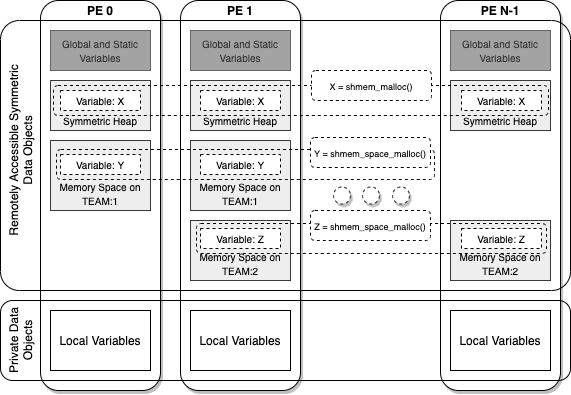 PE 0
PE 1
PE N-1
Remotely Accessible Symmetric
Data Objects
Global and Static
Variables
Global and Static
Variables
Global and Static
Variables
Variable: X
Symmetric Heap
Variable: X
Symmetric Heap
X = shmem_malloc()
Variable: X
Symmetric Heap
Variable: Y
Memory Space on
TEAM:1
Variable: Y
Memory Space on
TEAM:1
Y = shmem_space_malloc()
Variable: Z
Memory Space on
TEAM:2
Z = shmem_space_malloc()
Variable: Z
Memory Space on
TEAM:2
Private Data
Objects
Local Variables
Local Variables
Local Variables